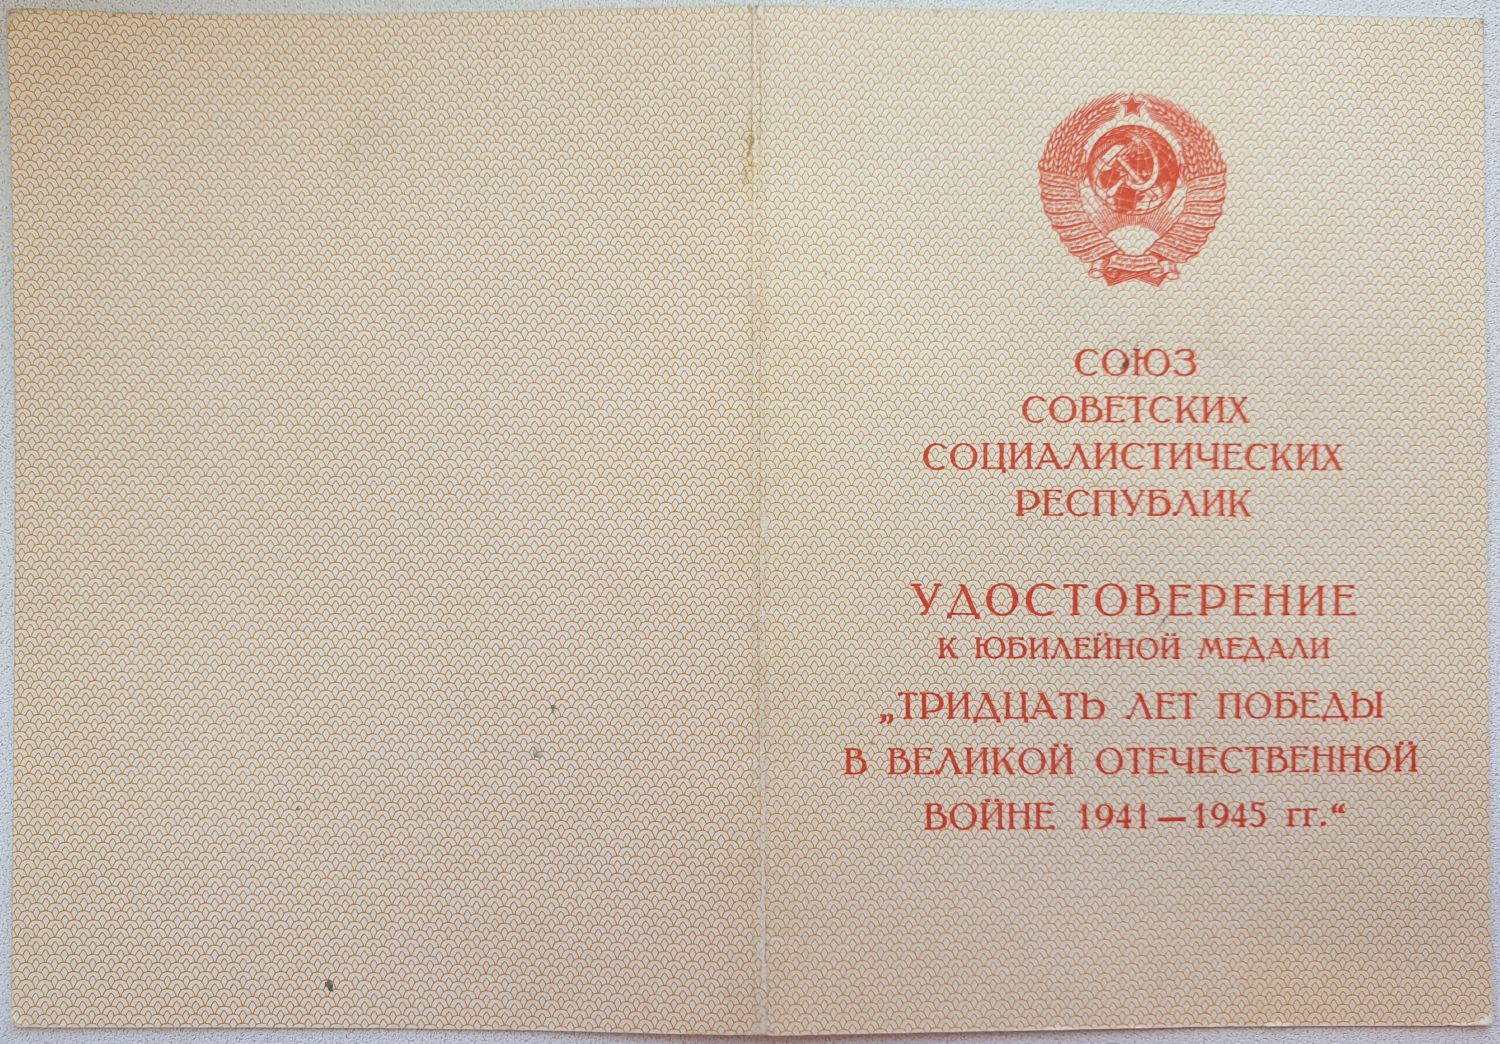 СОЮЗ
СОВЕТСКИХ
СОЦИАЛИСТИЧЕСКИХ
РЕСПУБЛИК
УДОСТОВЕРЕНИЕ
К ЮБИЛЕЙНОЙ МЕДАЛИ
„ТРИДЦАТЬ ЛЕТ ПОБЕДЫ
В ВЕЛИКОЙ ОТЕЧЕСТВЕННОЙ
ВОЙНЕ 1941—1945 гг.“